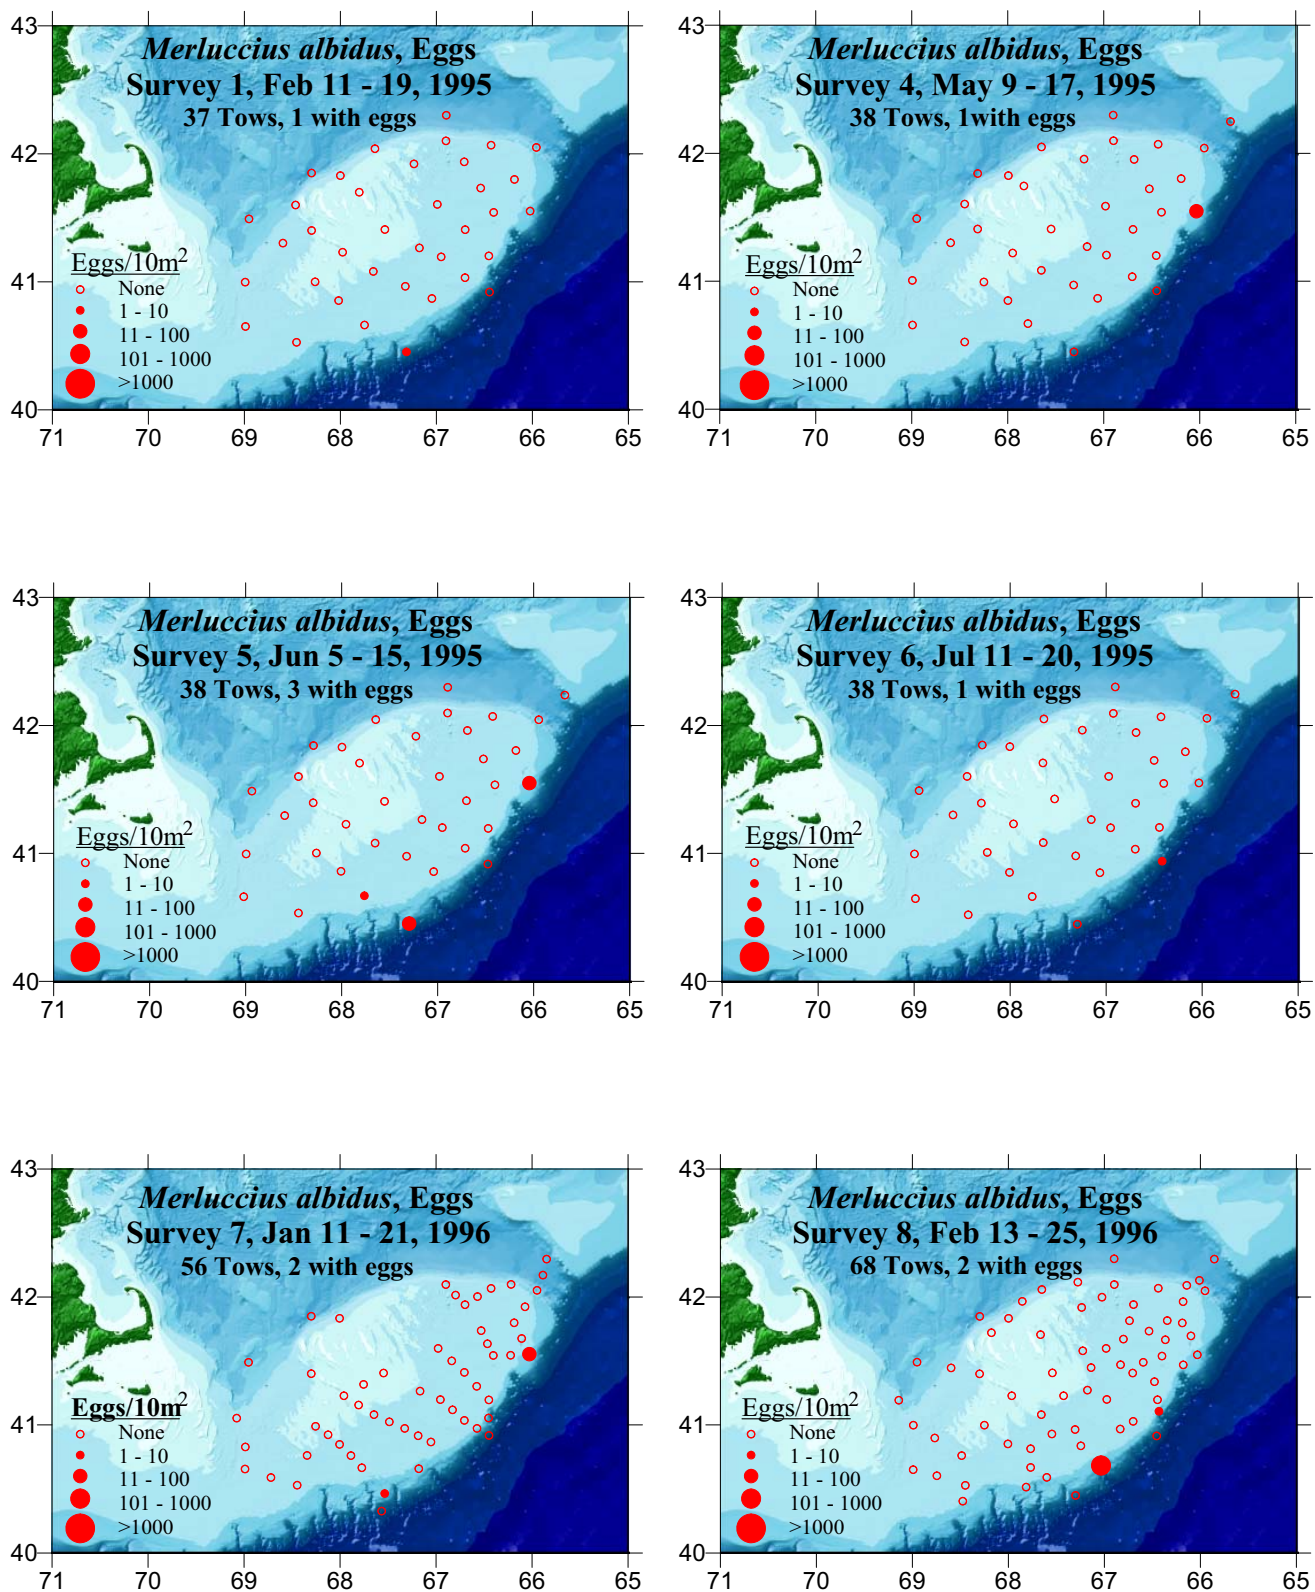 Merluccius albidus, Eggs
Survey 1, Feb 11 - 19, 1995
37 Tows, 1 with eggs
Eggs/10m2
None
1 - 10
11 - 100
101 - 1000
>1000
43
42
41
40
71 70 69 68 67 66 65
Merluccius albidus, Eggs
Survey 4, May 9 - 17, 1995
38 Tows, 1with eggs
Eggs/10m2
None
1 - 10
11 - 100
101 - 1000
>1000
43
42
41
40
71 70 69 68 67 66 65
Merluccius albidus, Eggs
Survey 5, Jun 5 - 15, 1995
38 Tows, 3 with eggs
Eggs/10m2
None
1 - 10
11 - 100
101 - 1000
>1000
43
42
41
40
71 70 69 68 67 66 65
Merluccius albidus, Eggs
Survey 6, Jul 11 - 20, 1995
38 Tows, 1 with eggs
Eggs/10m2
None
1 - 10
11 - 100
101 - 1000
>1000
43
42
41
40
71 70 69 68 67 66 65
Merluccius albidus, Eggs
Survey 7, Jan 11 - 21, 1996
56 Tows, 2 with eggs
Eggs/10m2
None
1 - 10
11 - 100
101 - 1000
>1000
43
42
41
40
71 70 69 68 67 66 65
Merluccius albidus, Eggs
Survey 8, Feb 13 - 25, 1996
68 Tows, 2 with eggs
Eggs/10m2
None
1 - 10
11 - 100
101 - 1000
>1000
43
42
41
40
71 70 69 68 67 66 65